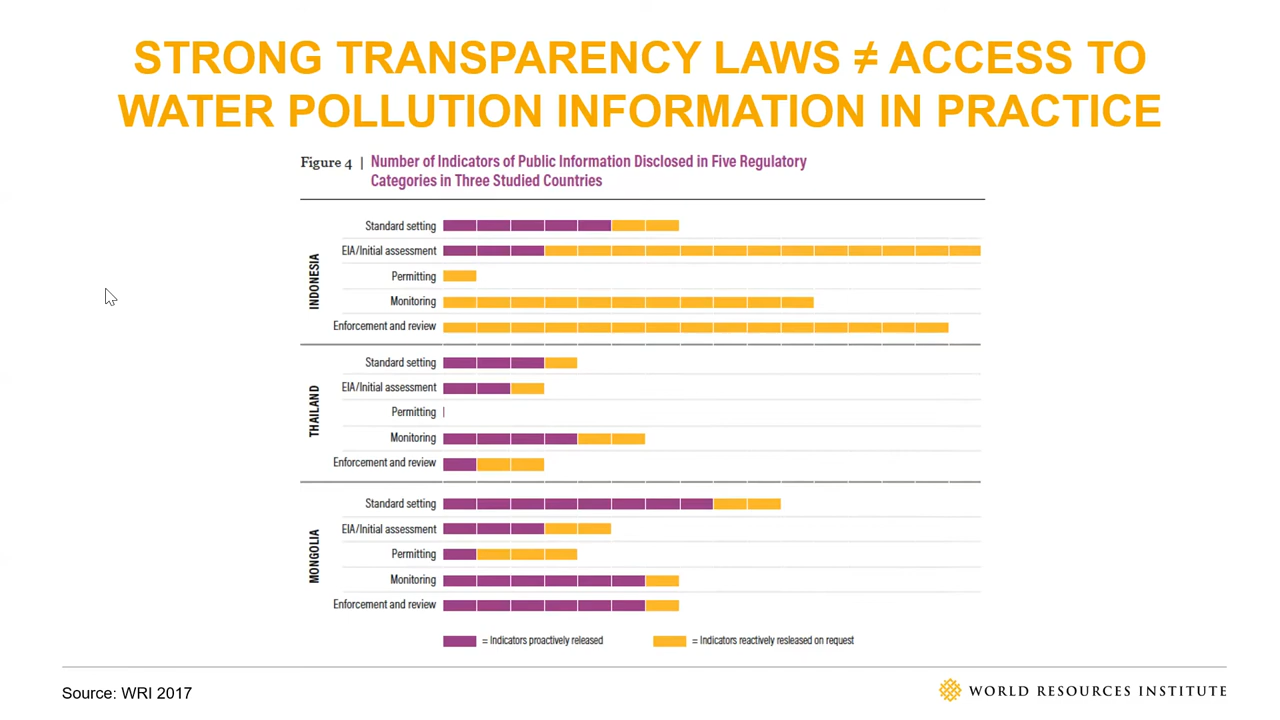 STRONG TRANSPARENCY LAWS ≠ ACCESS TO
WATER POLLUTION INFORMATION IN PRACTICE
Figure 4 | Number of Indicators of Public Information Disclosed in Five Regulatory
Categories in Three Studied Countries
INDONESIA
Standard setting
EIA/Initial assessment
Permitting
Monitoring
Enforcement and review
THAILAND
Standard setting
EIA/Initial assessment
Permitting
Monitoring
Enforcement and review
MONGOLIA
Standard setting
EIA/Initial assessment
Permitting
Monitoring
Enforcement and review
= Indicators proactively released
= Indicators reactively resleased on request
Source: WRI 2017
WORLD RESOURCES INSTITUTE